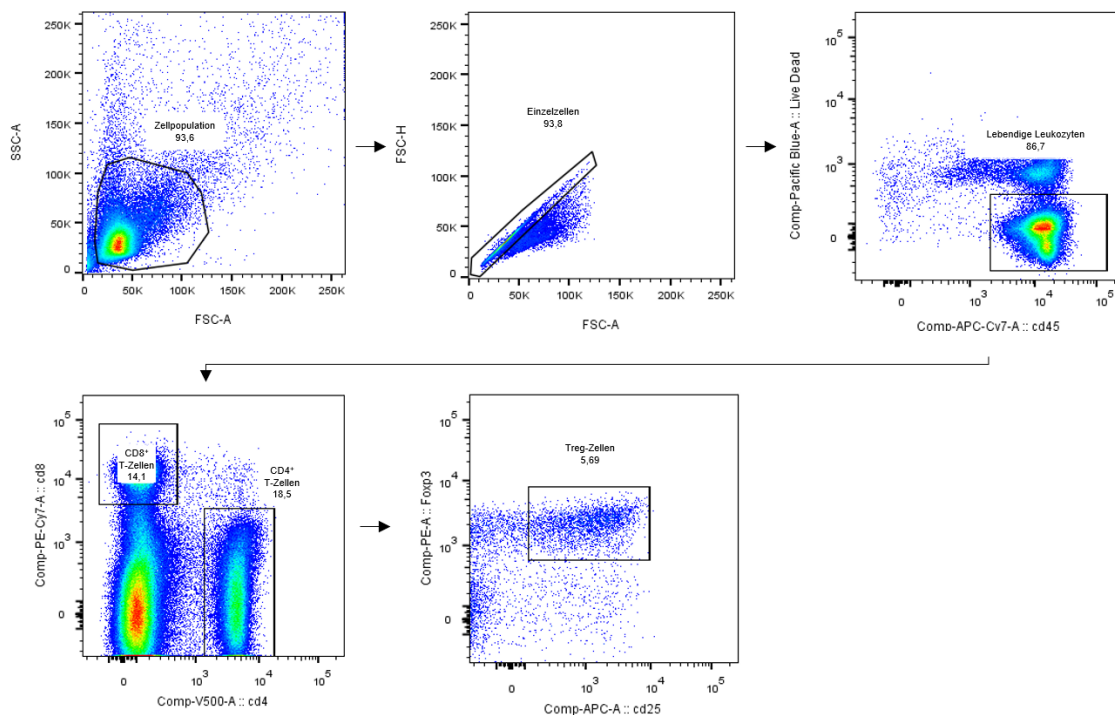 250K
200K
150K
100K
50K
0
SSC-A
Zellpopulation
93,6
0
50K
100K
150K
200K
250K
FSC-A
250K
200K
150K
100K
50K
0
FSC-H
Einzelzellen
93,8
0
50K
100K
150K
200K
250K
FSC-A
10^5
10^4
10^3
0
Comp-Pacific Blue-A :: Live Dead
Lebendige Leukozyten
86,7
0
10^3
10^4
10^5
Comp-APC-Cy7-A :: cd45
10^5
10^4
10^3
0
Comp-PE-Cy7-A :: cd8
CD8+
T-Zellen
14,1
CD4+
T-Zellen
18,5
0
10^3
10^4
10^5
Comp-V500-A :: cd4
10^5
10^4
10^3
0
Comp-PE-A :: Foxp3
Treg-Zellen
5,69
0
10^3
10^4
10^5
Comp-APC-A :: cd25